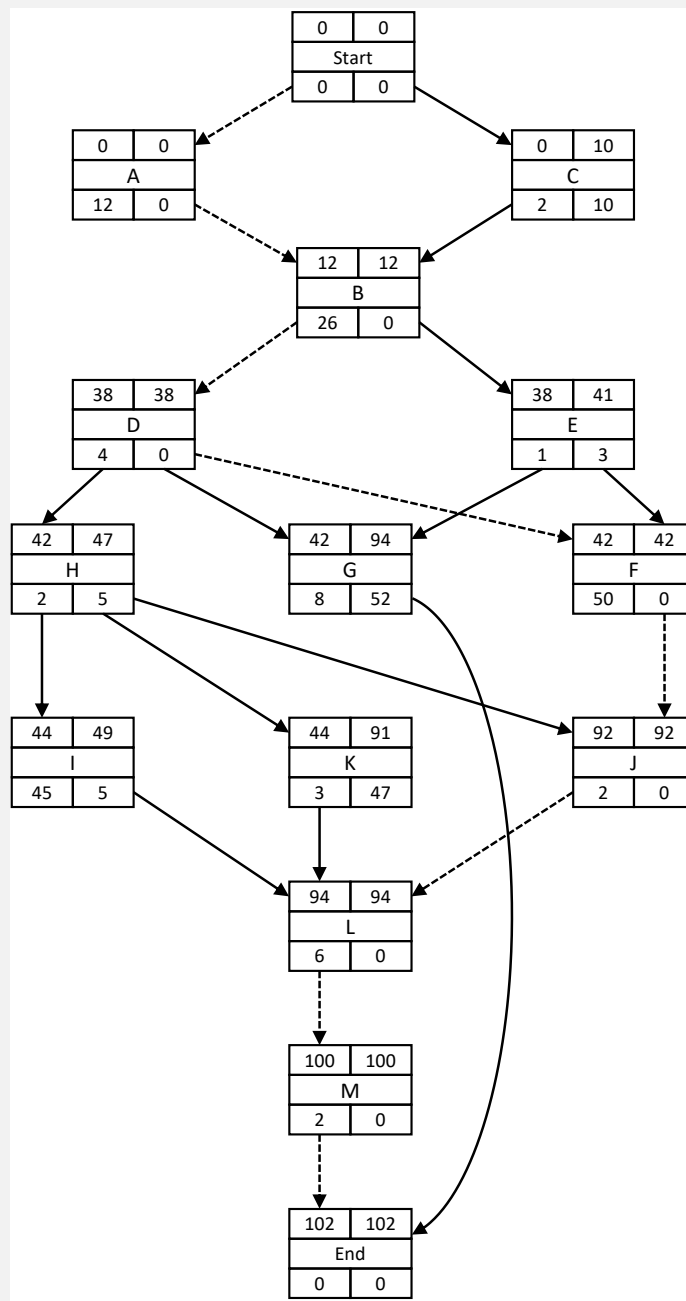 0 0
Start
0 0
0 0
A
12 0
0 10
C
2 10
12 12
B
26 0
38 38
D
4 0
38 41
E
1 3
42 47
H
2 5
42 94
G
8 52
42 42
F
50 0
44 49
I
45 5
44 91
K
3 47
92 92
J
2 0
94 94
L
6 0
100 100
M
2 0
102 102
End
0 0